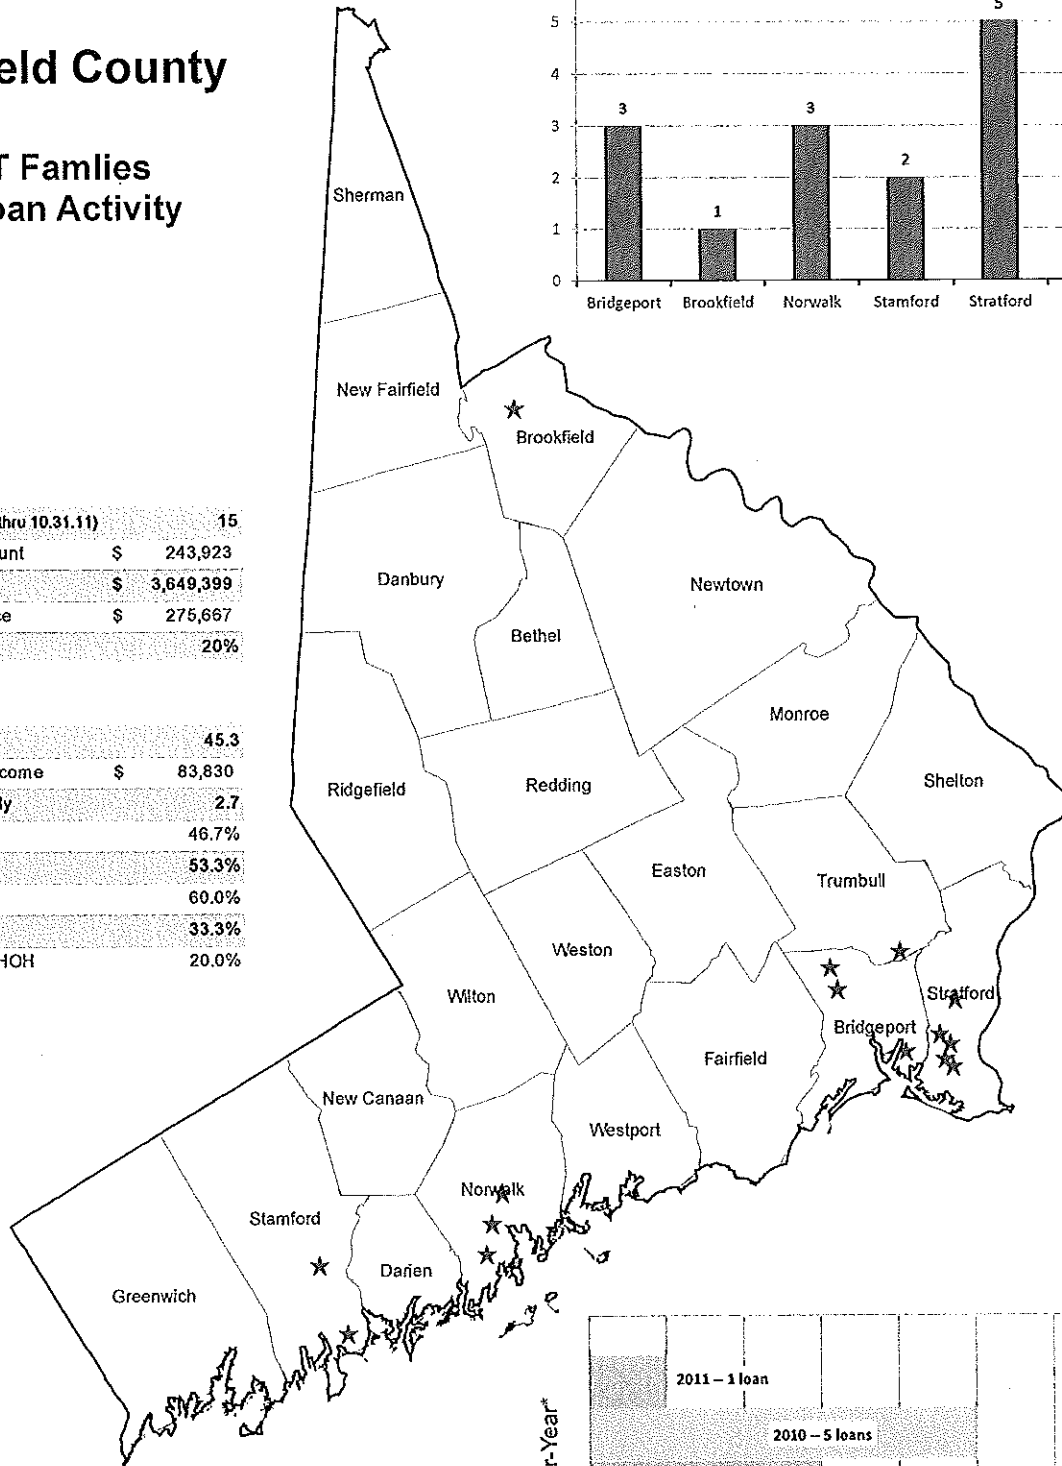 eld County
T Famlies
oan Activity
5
5
4
3
2
1
0
3
1
3
2
Bridgeport Brookfield Norwalk Stamford Stratford
thru 10.31.11) 15
unt $ 243,923
$ 3,649,399
ce $ 275,667
20%
45.3
come $ 83,830
ly 2.7
46.7%
53.3%
60.0%
33.3%
HOH 20.0%
Sherman
New Fairfield
Brookfield
Danbury
Newtown
Bethel
Monroe
Ridgefield
Redding
Shelton
Easton
Trumbull
Weston
Wilton
Stratford
Bridgeport
Fairfield
New Canaan
Westport
Norwalk
Stamford
Darien
Greenwich
r-Year*
2011 – 1 loan
2010 – 5 loans